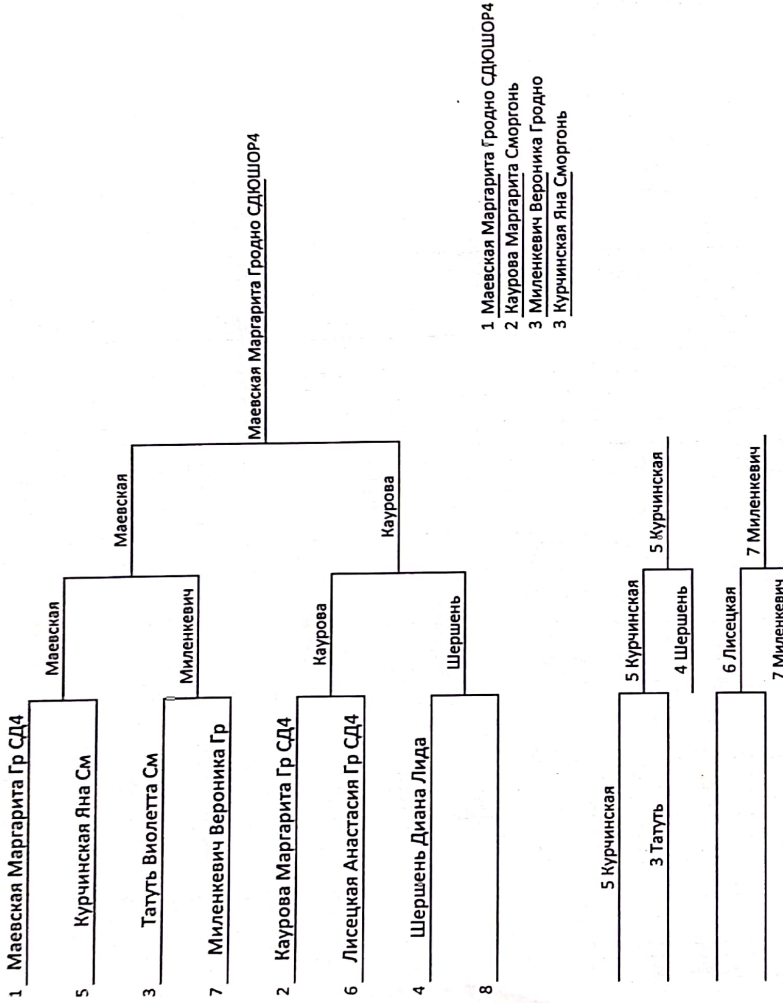 1 Маевская Маргарита Гр СД4
5 Курчинская Яна См
3 Татуть Виолетта См
7 Миленкевич Вероника Гр
2 Каурова Маргарита Гр СД4
6 Лисецкая Анастасия Гр СД4
4 Шершень Диана Лида
8
Маевская
Миленкевич
Каурова
Шершень
Маевская
Каурова
Маевская Маргарита Гродно СДЮШОР4
1 Маевская Маргарита Гродно СДЮШОР4
2 Каурова Маргарита Сморгонь
3 Миленкевич Вероника Гродно
3 Курчинская Яна Сморгонь
5 Курчинская
3 Татуть
5 Курчинская
4 Шершень
5 Курчинская
6 Лисецкая
7 Миленкевич
7 Миленкевич